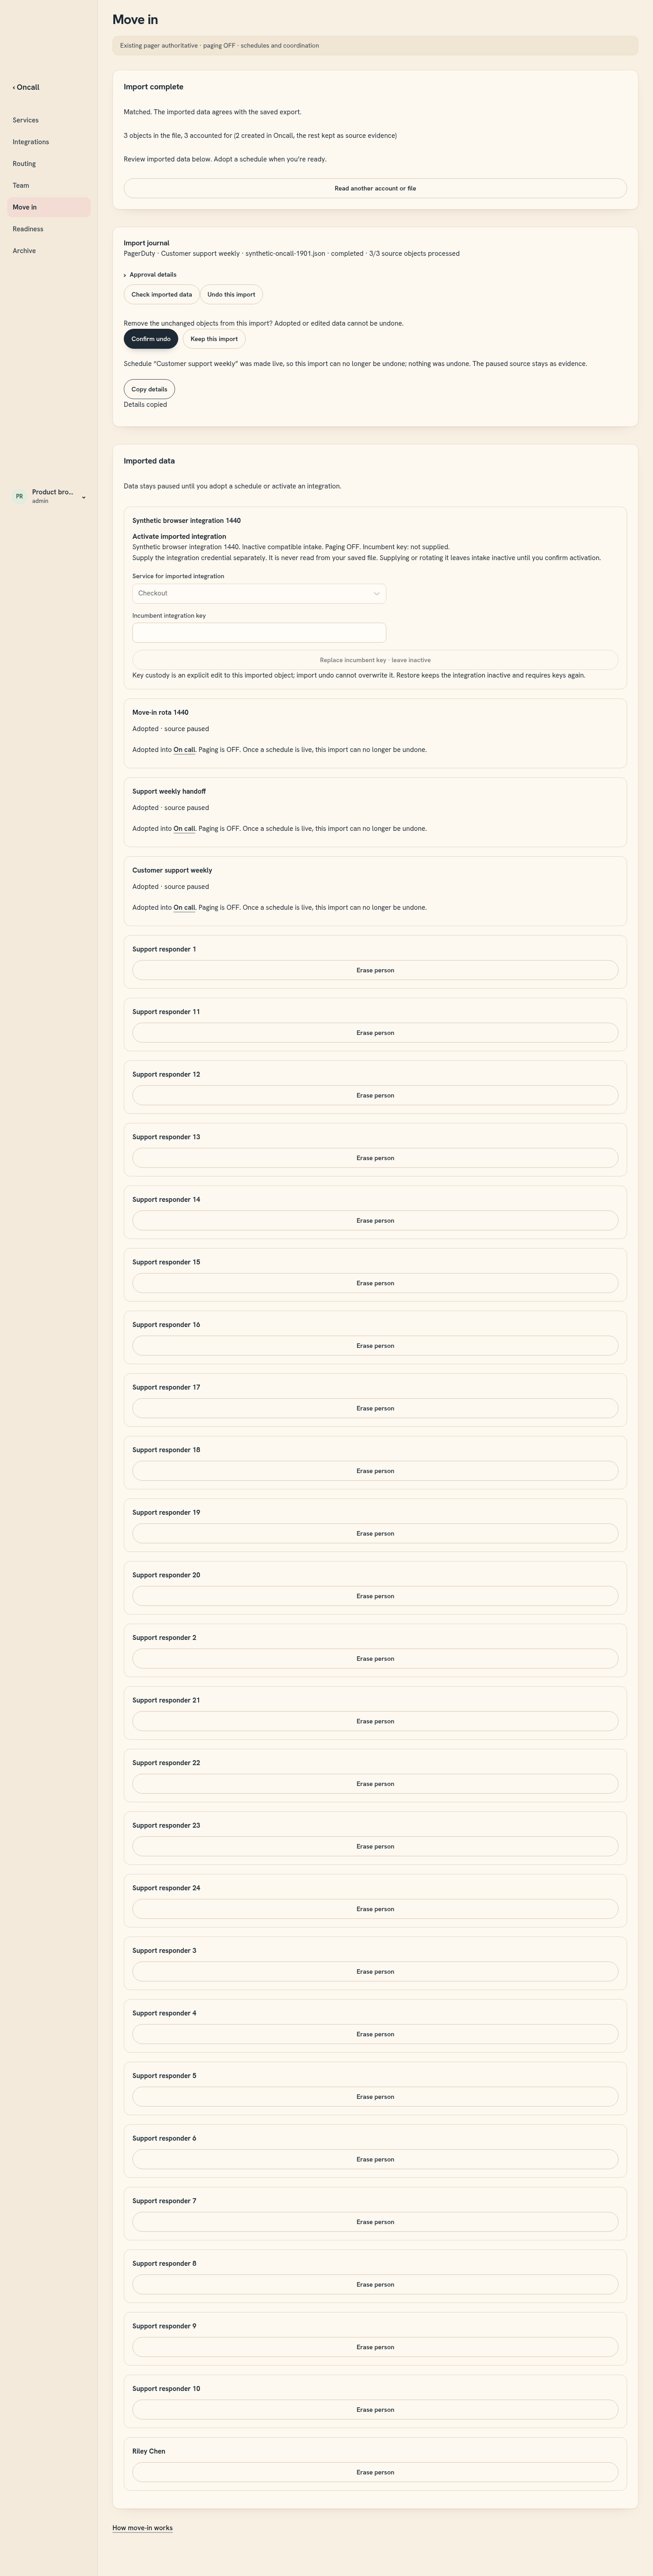 Move in
Existing pager authoritative · paging OFF · schedules and coordination
‹ Oncall
Services
Integrations
Routing
Team
Move in
Readiness
Archive
PR
Product bro...
admin
Import complete
Matched. The imported data agrees with the saved export.
3 objects in the file, 3 accounted for (2 created in Oncall, the rest kept as source evidence)
Review imported data below. Adopt a schedule when you're ready.
Read another account or file
Import journal
PagerDuty · Customer support weekly · synthetic-oncall-1901.json · completed · 3/3 source objects processed
› Approval details
Check imported data
Undo this import
Remove the unchanged objects from this import? Adopted or edited data cannot be undone.
Confirm undo
Keep this import
Schedule "Customer support weekly" was made live, so this import can no longer be undone; nothing was undone. The paused source stays as evidence.
Copy details
Details copied
Imported data
Data stays paused until you adopt a schedule or activate an integration.
Synthetic browser integration 1440
Activate imported integration
Synthetic browser integration 1440. Inactive compatible intake. Paging OFF. Incumbent key: not supplied.
Supply the integration credential separately. It is never read from your saved file. Supplying or rotating it leaves intake inactive until you confirm activation.
Service for imported integration
Checkout
Incumbent integration key
Replace incumbent key · leave inactive
Key custody is an explicit edit to this imported object; import undo cannot overwrite it. Restore keeps the integration inactive and requires keys again.
Move-in rota 1440
Adopted · source paused
Adopted into On call. Paging is OFF. Once a schedule is live, this import can no longer be undone.
Support weekly handoff
Adopted · source paused
Adopted into On call. Paging is OFF. Once a schedule is live, this import can no longer be undone.
Customer support weekly
Adopted · source paused
Adopted into On call. Paging is OFF. Once a schedule is live, this import can no longer be undone.
Support responder 1
Erase person
Support responder 11
Erase person
Support responder 12
Erase person
Support responder 13
Erase person
Support responder 14
Erase person
Support responder 15
Erase person
Support responder 16
Erase person
Support responder 17
Erase person
Support responder 18
Erase person
Support responder 19
Erase person
Support responder 20
Erase person
Support responder 2
Erase person
Support responder 21
Erase person
Support responder 22
Erase person
Support responder 23
Erase person
Support responder 24
Erase person
Support responder 3
Erase person
Support responder 4
Erase person
Support responder 5
Erase person
Support responder 6
Erase person
Support responder 7
Erase person
Support responder 8
Erase person
Support responder 9
Erase person
Support responder 10
Erase person
Riley Chen
Erase person
How move-in works